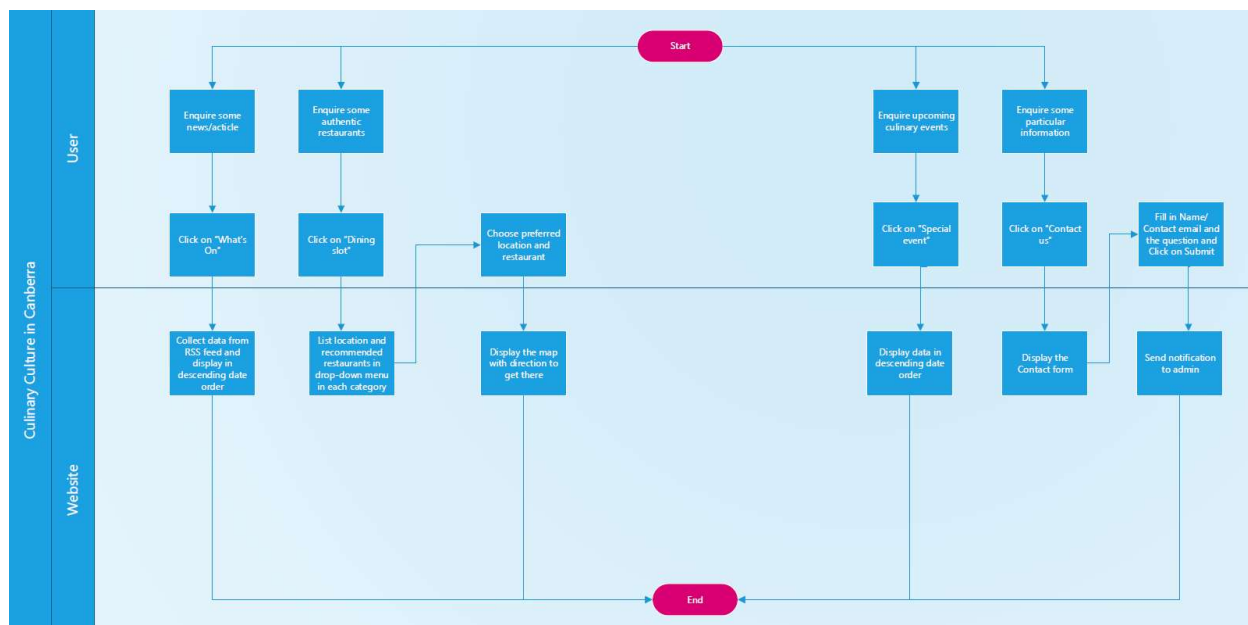 Culinary Culture in Canberra
User
Website
Start
Enquire some
news/acticle
Enquire some
authentic
restaurants
Enquire upcoming
culinary events
Enquire some
particular
information
Click on "What's
On"
Click on "Dining
slot"
Choose preferred
location and
restaurant
Click on "Special
event"
Click on "Contact
us"
Fill in Name/
Contact email and
the question and
Click on Submit
Collect data from
RSS feed and
display in
descending date
order
List location and
recommended
restaurants in
drop-down menu
in each category
Display the map
with direction to
get there
Display data in
descending date
order
Display the
Contact form
Send notification
to admin
End